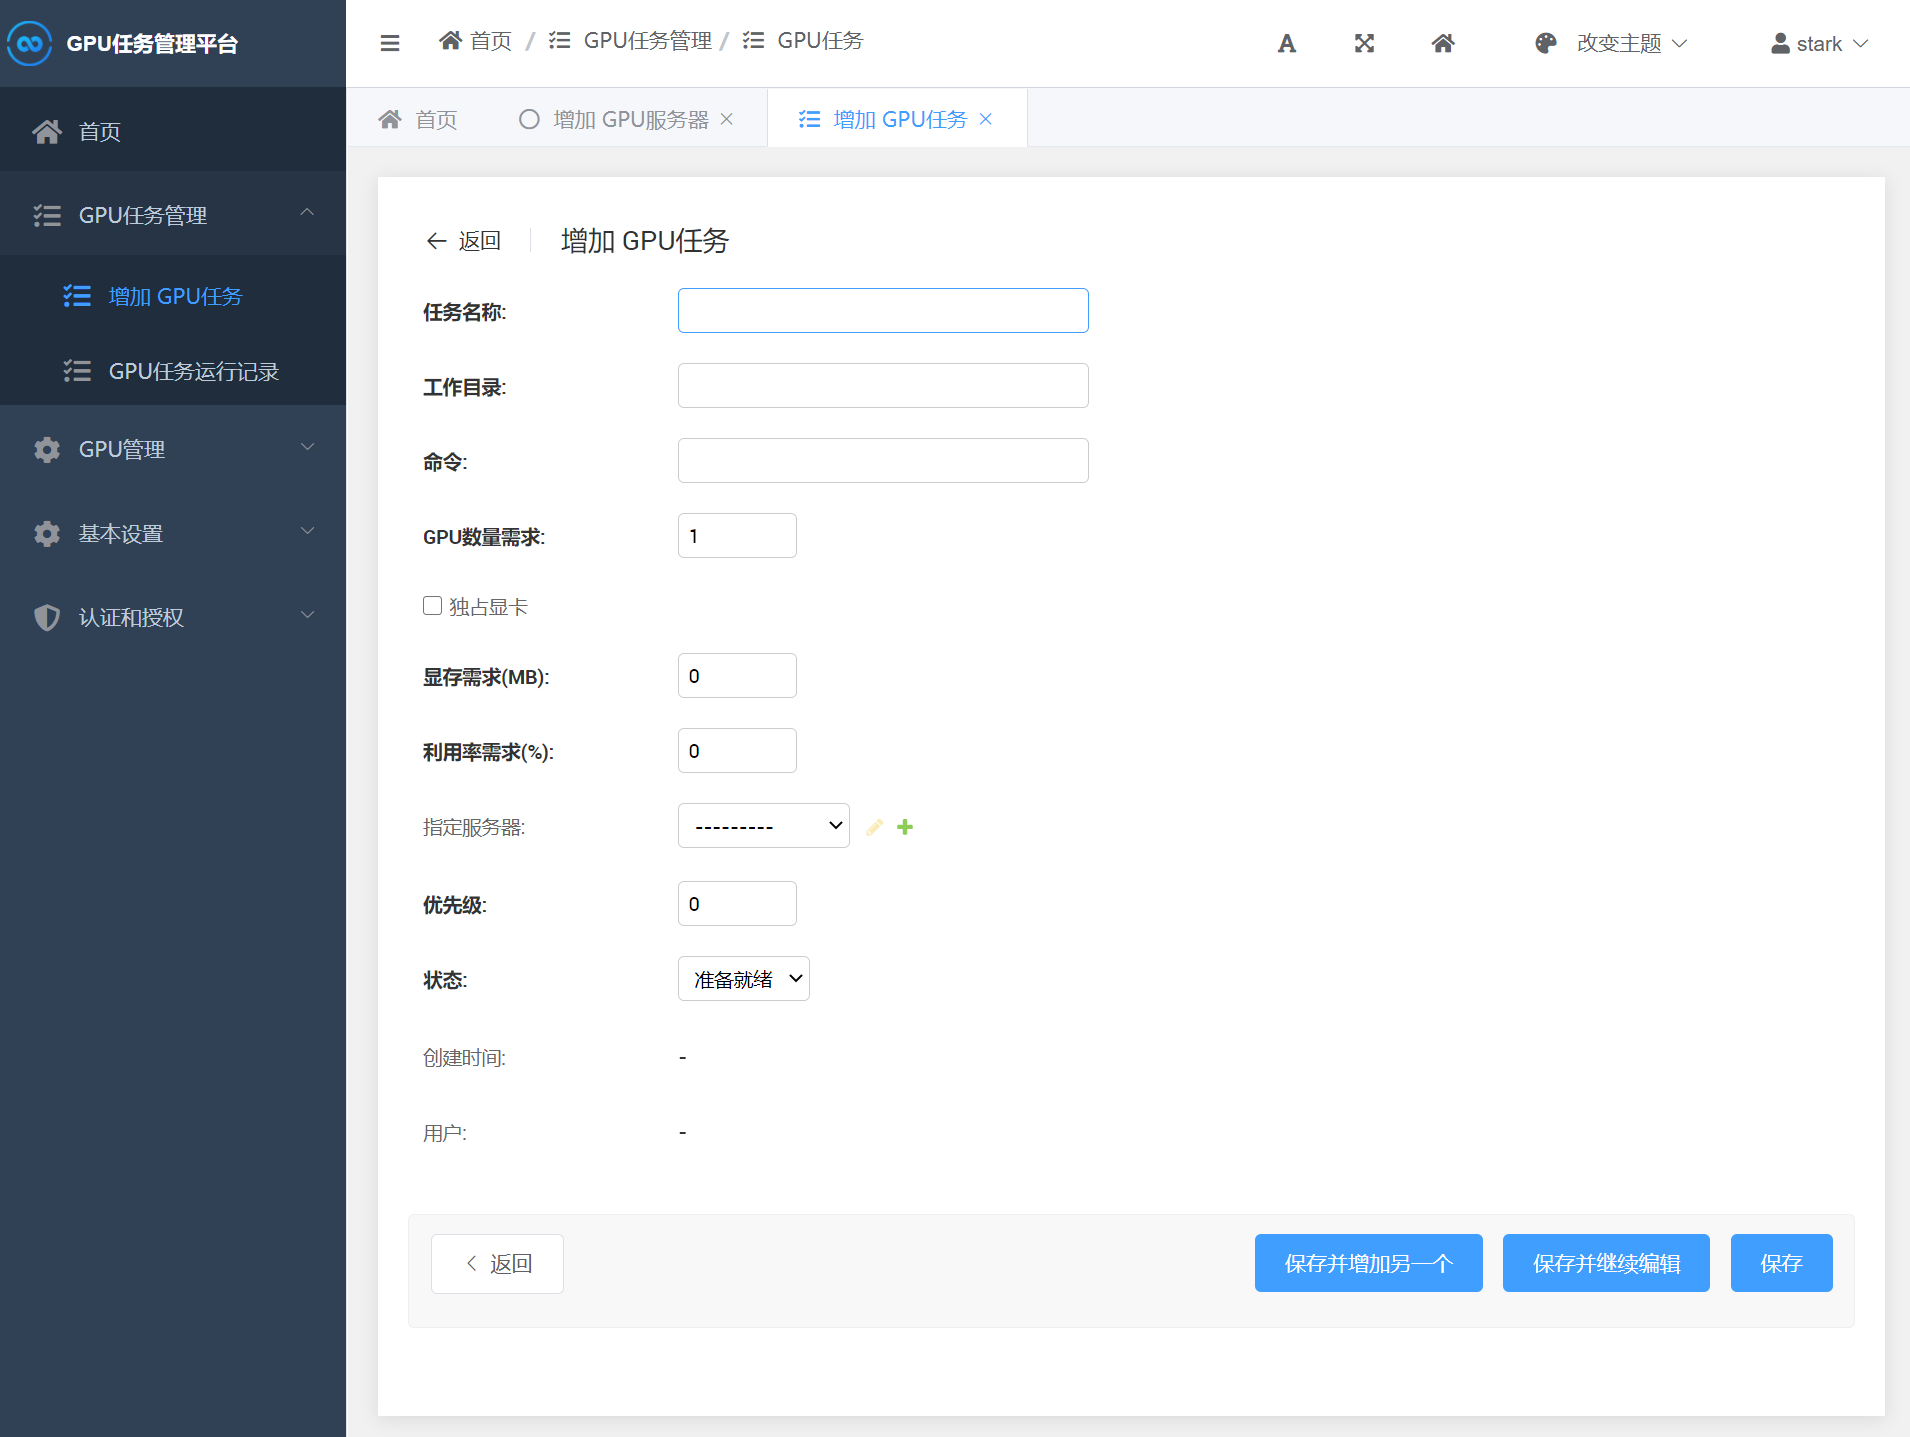 GPU任务管理平台
首页 / GPU任务管理 / GPU任务
改变主题
stark
首页
增加 GPU服务器
增加 GPU任务
首页
GPU任务管理
增加 GPU任务
GPU任务运行记录
GPU管理
基本设置
认证和授权
返回
增加 GPU任务
任务名称:
工作目录:
命令:
GPU数量需求: 1
独占显卡
显存需求(MB): 0
利用率需求(%): 0
指定服务器: ---------
优先级: 0
状态: 准备就绪
创建时间: -
用户: -
返回
保存并增加另一个
保存并继续编辑
保存